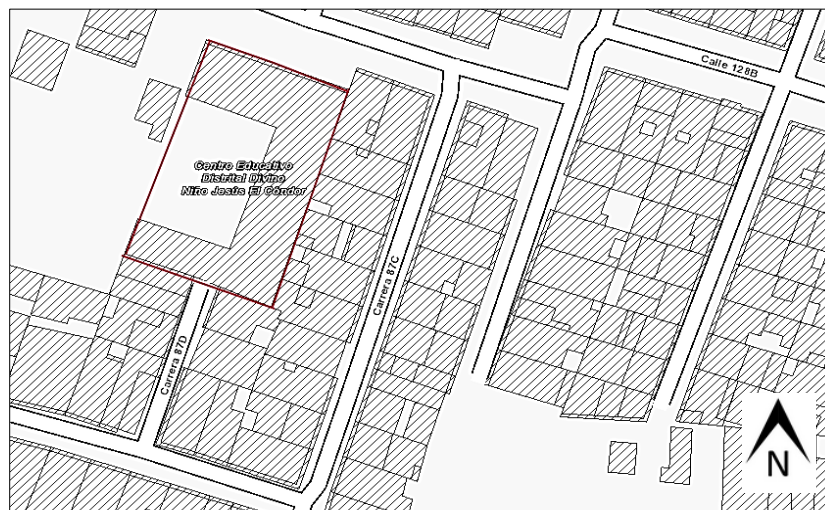 Calle 128B
Centro Educativo
Distrital Divino
Niño Jesús El Cóndor
Carrera 87C
Carrera 87D
N